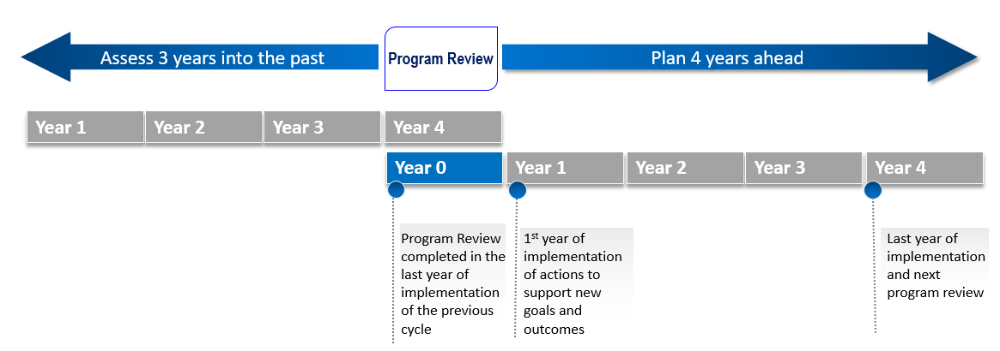 Assess 3 years into the past
Program Review
Plan 4 years ahead
Year 1
Year 2
Year 3
Year 4
Year 0
Year 1
Year 2
Year 3
Year 4
Program Review
completed in the
last year of
implementation
of the previous
cycle
1st year of
implementation
of actions to
support new
goals and
outcomes
Last year of
implementation
and next
program review